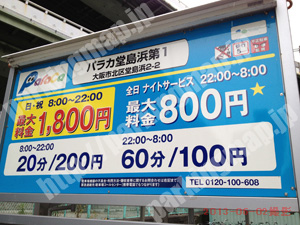 Paraca
パラカ堂島浜第1
大阪市北区堂島浜2-2
日・祝 8:00〜22:00
最大料金 1,800円
全日 ナイトサービス 22:00〜8:00
最大料金 800円
8:00〜22:00
20分/200円
22:00〜8:00
60分/100円
TEL 0120-100-608